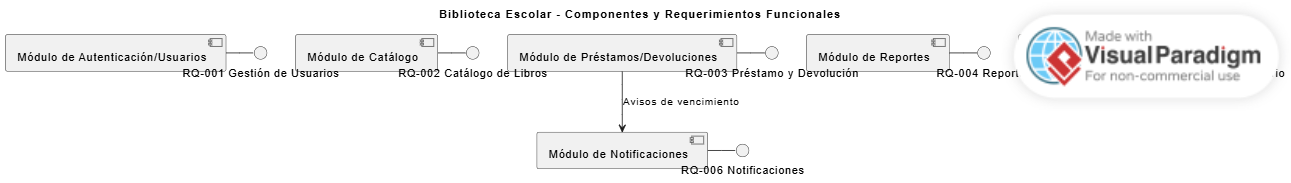 Biblioteca Escolar - Componentes y Requerimientos Funcionales
Módulo de Autenticación/Usuarios
RQ-001 Gestión de Usuarios
Módulo de Catálogo
RQ-002 Catálogo de Libros
Módulo de Préstamos/Devoluciones
RQ-003 Préstamo y Devolución
Módulo de Reportes
RQ-004
Made with
Visual Paradigm
For non-commercial use
Avisos de vencimiento
Módulo de Notificaciones
RQ-006 Notificaciones